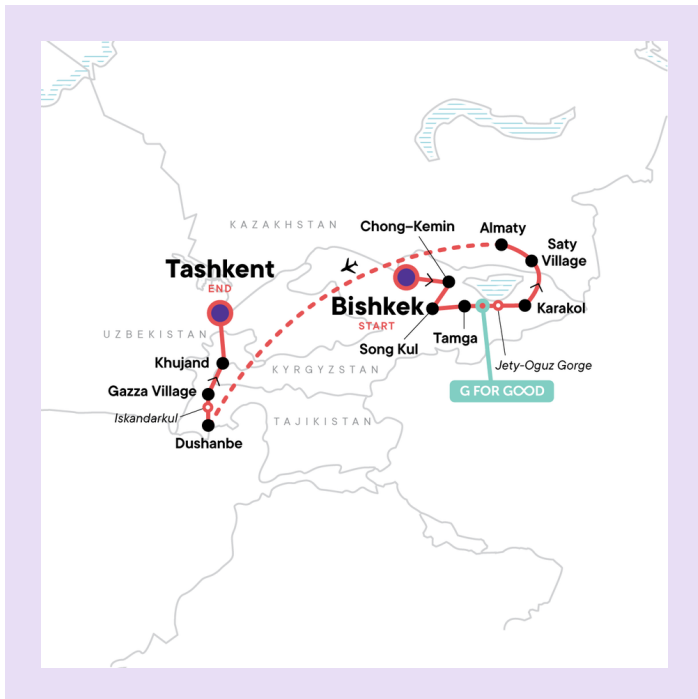 KAZAKHSTAN
Chong-Kemin
Almaty
Saty
Village
Tashkent
END
Bishkek
START
Karakol
UZBEKISTAN
Song Kul
Tamga
Khujand
KYRGYZSTAN
Jety-Oguz Gorge
Gazza Village
G FOR GOOD
Iskandarkul
TAJIKISTAN
Dushanbe